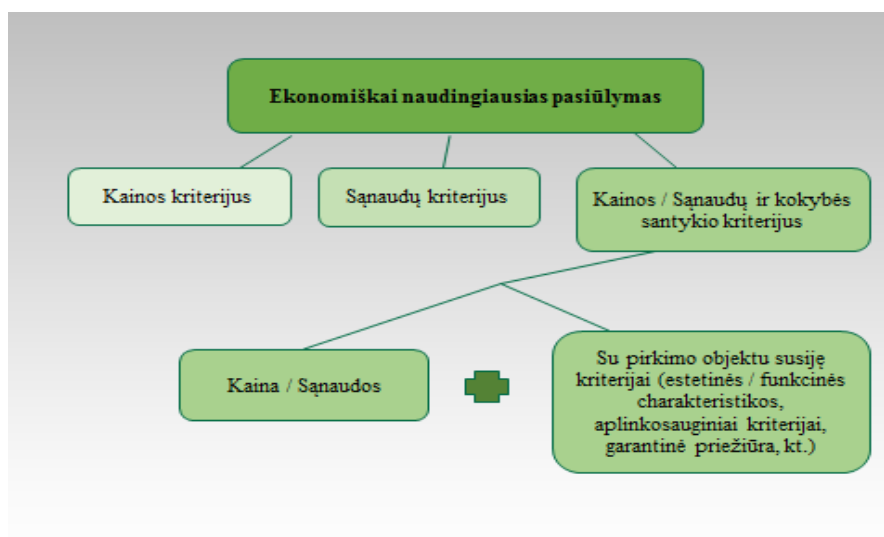 Ekonomiškai naudingiausias pasiūlymas
Kainos kriterijus
Sąnaudų kriterijus
Kainos / Sąnaudų ir kokybės
santykio kriterijus
Kaina / Sąnaudos
Su pirkimo objektu susiję
kriterijai (estetinės / funkcinės
charakteristikos,
aplinkosauginiai kriterijai,
garantinė priežiūra, kt.)